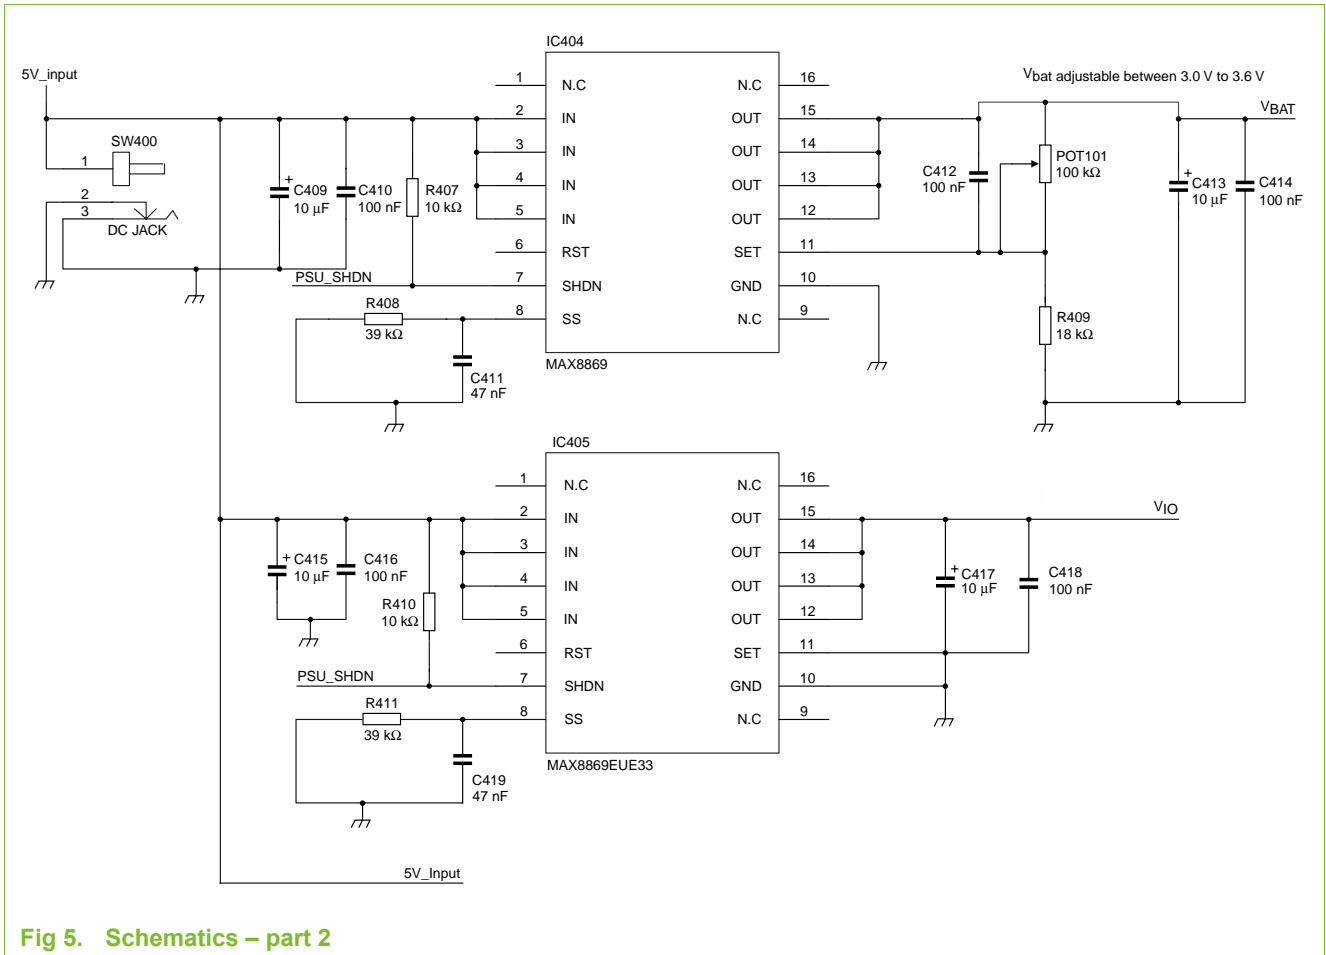 IC404
5V_input
Vbat adjustable between 3.0 V to 3.6 V
1 N.C N.C 16
2 IN OUT 15
VBAT
SW400
1
3 IN OUT 14
POT101
100 kΩ
C412
100 nF
C409
10 µF
C410
100 nF
R407
10 kΩ
4 IN OUT 13
+
+
C413
10 µF
C414
100 nF
2
3
DC JACK
5 IN OUT 12
6 RST SET 11
PSU_SHDN
7 SHDN GND 10
R408
39 kΩ
8 SS N.C 9
R409
18 kΩ
C411
47 nF
MAX8869
IC405
1 N.C N.C 16
2 IN OUT 15
VIO
3 IN OUT 14
+ C415
10 µF
C416
100 nF
4 IN OUT 13
+ C417
10 µF
C418
100 nF
R410
10 kΩ
5 IN OUT 12
6 RST SET 11
PSU_SHDN
7 SHDN GND 10
R411
39 kΩ
8 SS N.C 9
C419
47 nF
MAX8869EUE33
5V_Input
Fig 5. Schematics – part 2